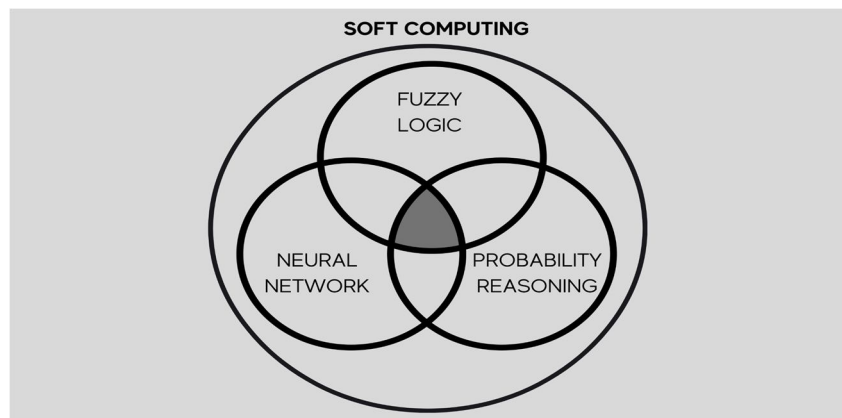 SOFT COMPUTING
FUZZY
LOGIC
NEURAL
NETWORK
PROBABILITY
REASONING